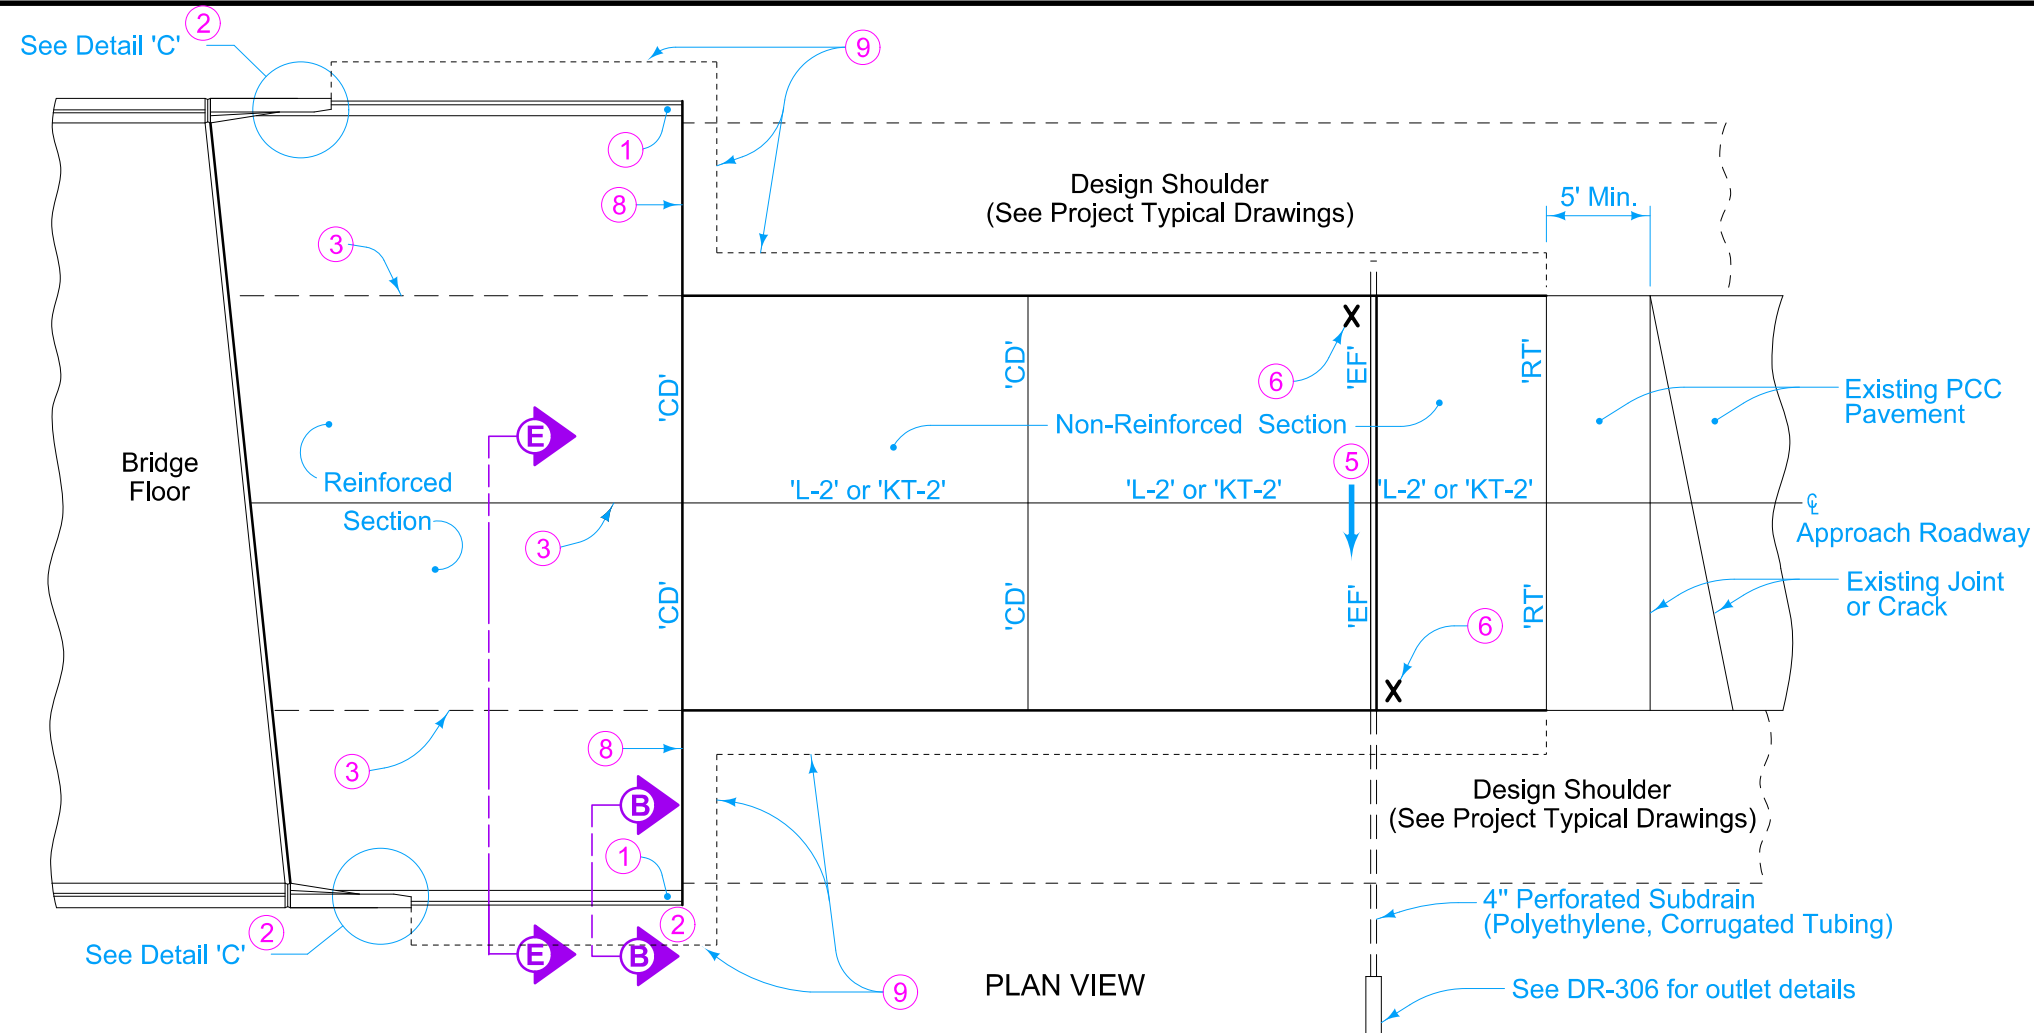 2
See Detail 'C'
9
1
Design Shoulder
(See Project Typical Drawings)
5' Min.
8
3
6
'CD'
'CD'
'EF'
'RT'
Existing PCC
Pavement
E
Non-Reinforced Section
Bridge
Floor
Reinforced
Section
5
'L-2' or 'KT-2'
'L-2' or 'KT-2'
'L-2' or 'KT-2'
℄
Approach Roadway
3
'CD'
'CD'
'EF'
'RT'
Existing Joint
or Crack
6
8
3
B
Design Shoulder
(See Project Typical Drawings)
1
2
See Detail 'C'
2
E
B
9
PLAN VIEW
4" Perforated Subdrain
(Polyethylene, Corrugated Tubing)
See DR-306 for outlet details